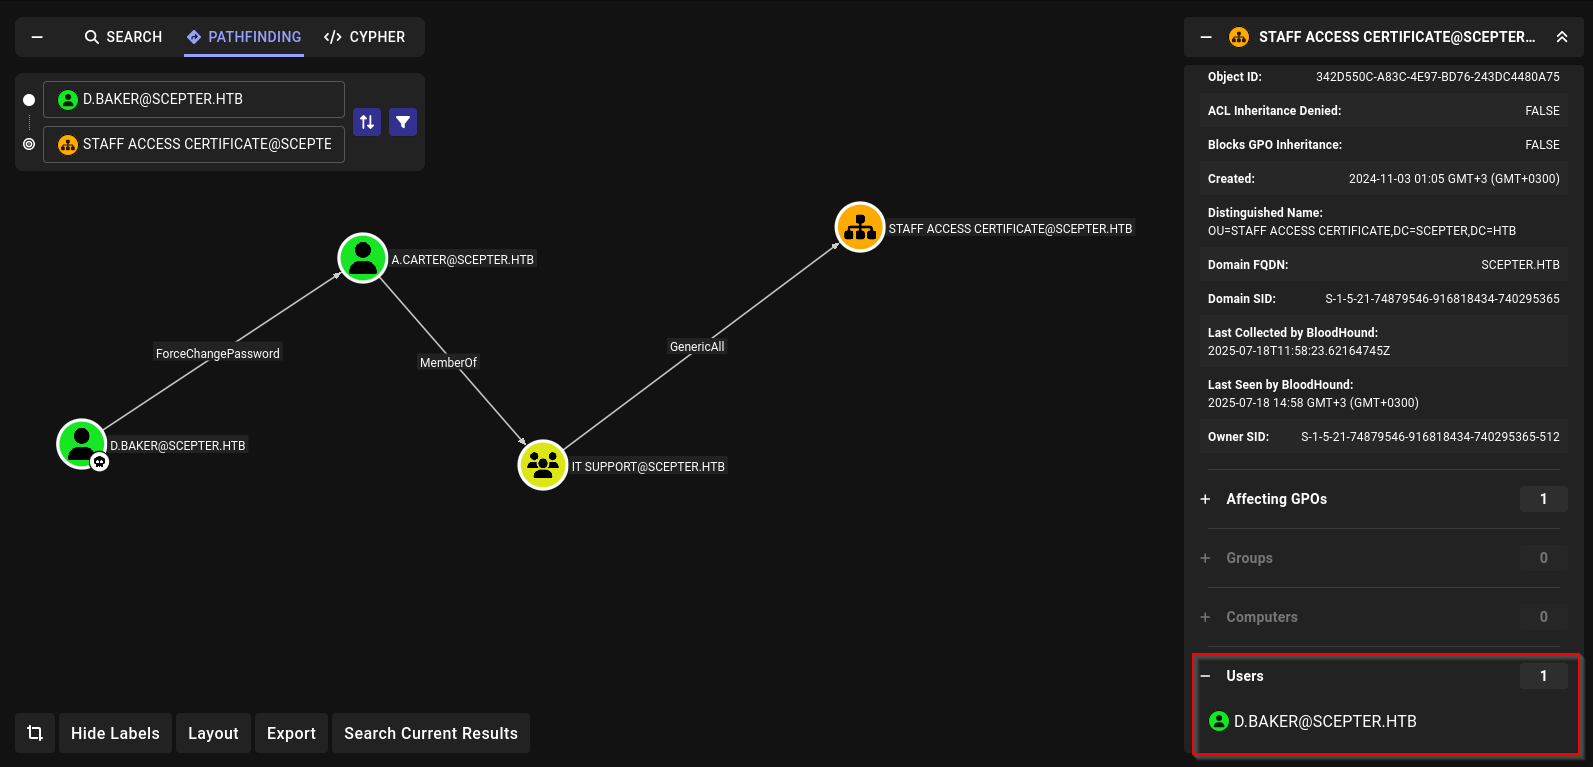 SEARCH
PATHFINDING
</> CYPHER
D.BAKER@SCEPTER.HTB
STAFF ACCESS CERTIFICATE@SCEPTE
A.CARTER@SCEPTER.HTB
STAFF ACCESS CERTIFICATE@SCEPTER.HTB
ForceChangePassword
MemberOf
GenericAll
D.BAKER@SCEPTER.HTB
IT SUPPORT@SCEPTER.HTB
Hide Labels
Layout
Export
Search Current Results
STAFF ACCESS CERTIFICATE@SCEPTER...
Object ID: 342D550C-A83C-4E97-BD76-243DC4480A75
ACL Inheritance Denied: FALSE
Blocks GPO Inheritance: FALSE
Created: 2024-11-03 01:05 GMT+3 (GMT+0300)
Distinguished Name:
OU=STAFF ACCESS CERTIFICATE,DC=SCEPTER,DC=HTB
Domain FQDN: SCEPTER.HTB
Domain SID: S-1-5-21-74879546-916818434-740295365
Last Collected by BloodHound:
2025-07-18T11:58:23.62164745Z
Last Seen by BloodHound:
2025-07-18 14:58 GMT+3 (GMT+0300)
Owner SID: S-1-5-21-74879546-916818434-740295365-512
+ Affecting GPOs 1
+ Groups 0
+ Computers 0
− Users 1
D.BAKER@SCEPTER.HTB